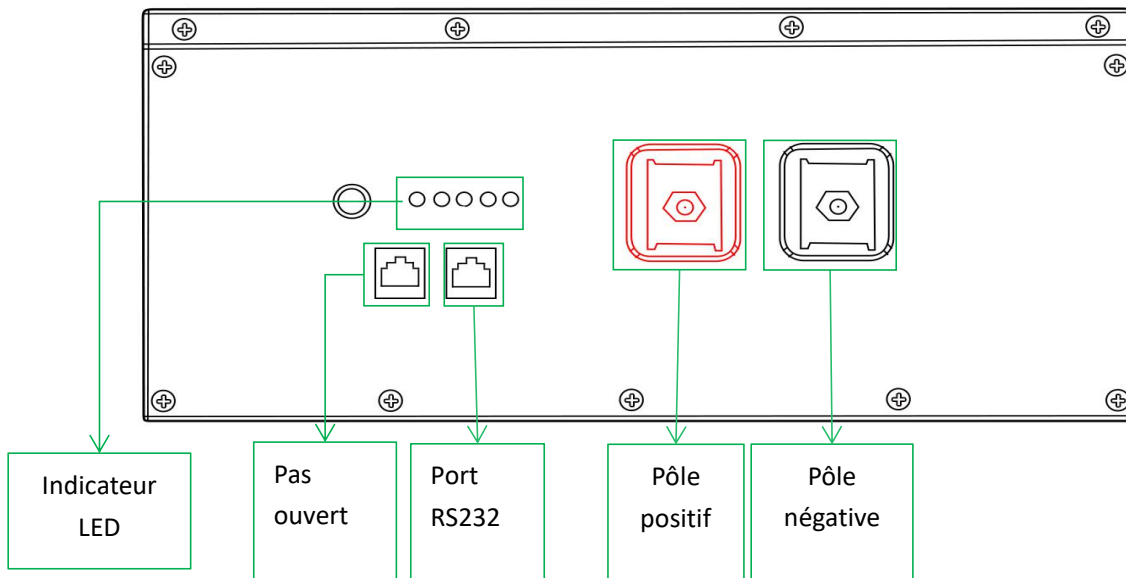 Indicateur
LED
Pas
ouvert
Port
RS232
Pôle
positif
Pôle
négative